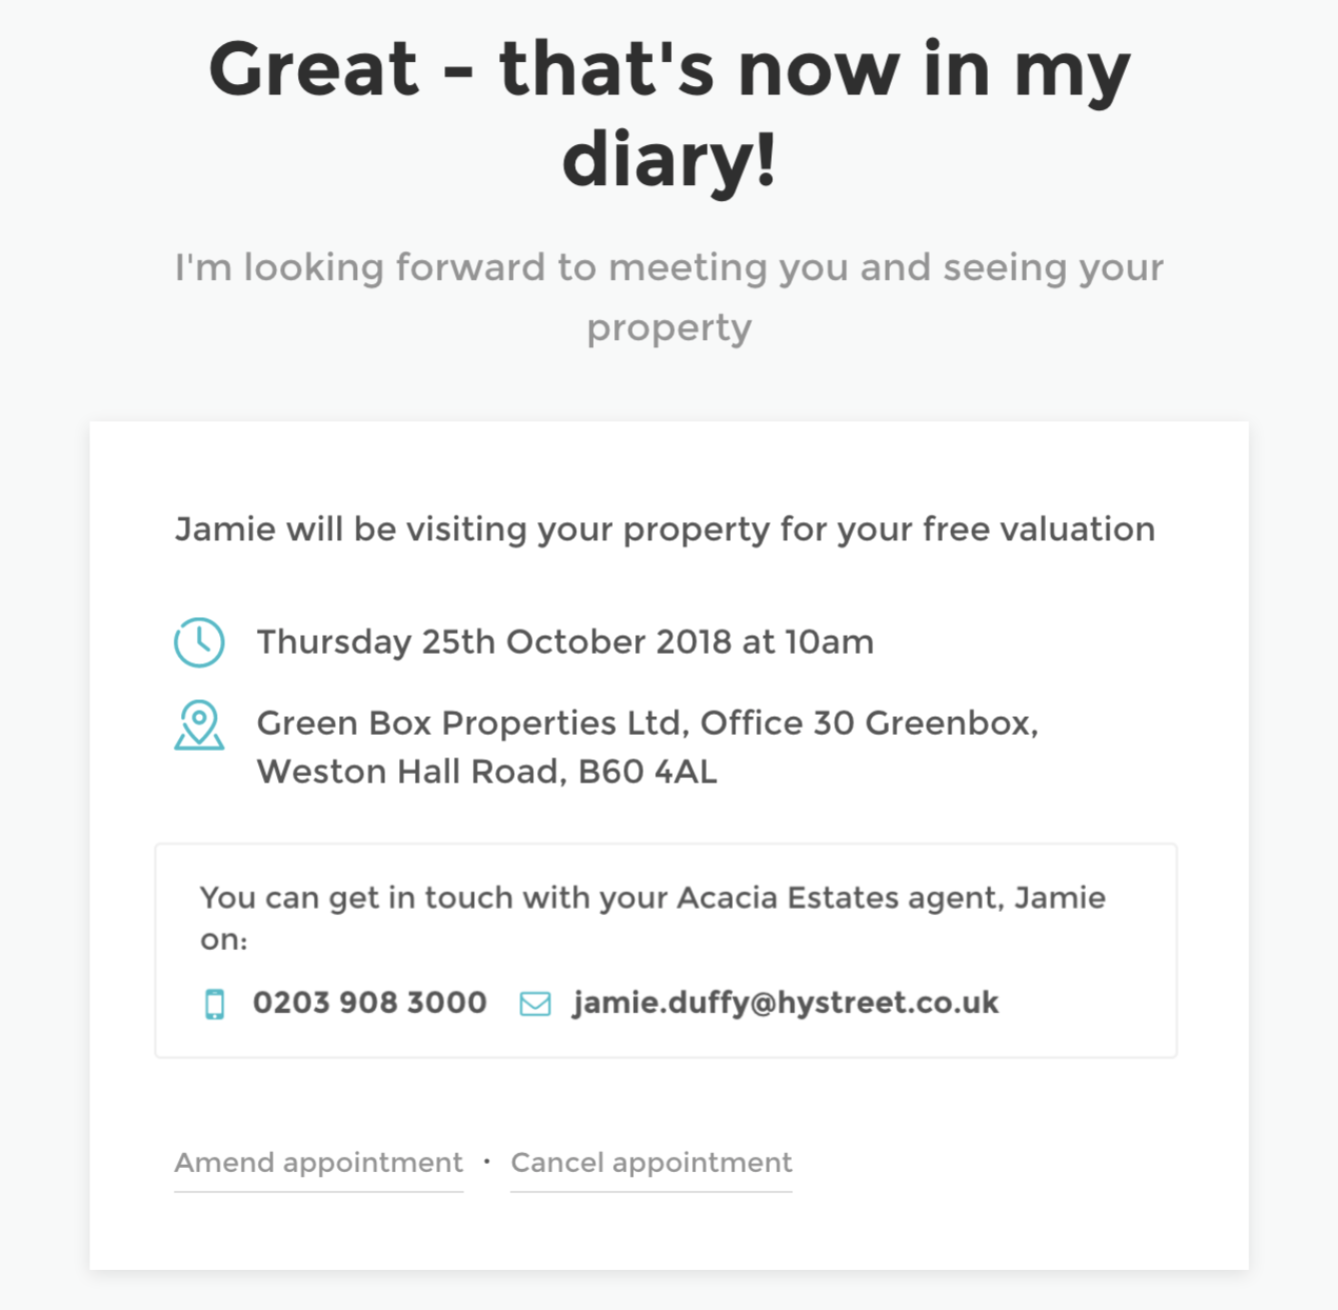 Great - that's now in my
diary!
I'm looking forward to meeting you and seeing your
property
Jamie will be visiting your property for your free valuation
Thursday 25th October 2018 at 10am
Green Box Properties Ltd, Office 30 Greenbox,
Weston Hall Road, B60 4AL
You can get in touch with your Acacia Estates agent, Jamie
on:
0203 908 3000 jamie.duffy@hystreet.co.uk
Amend appointment · Cancel appointment